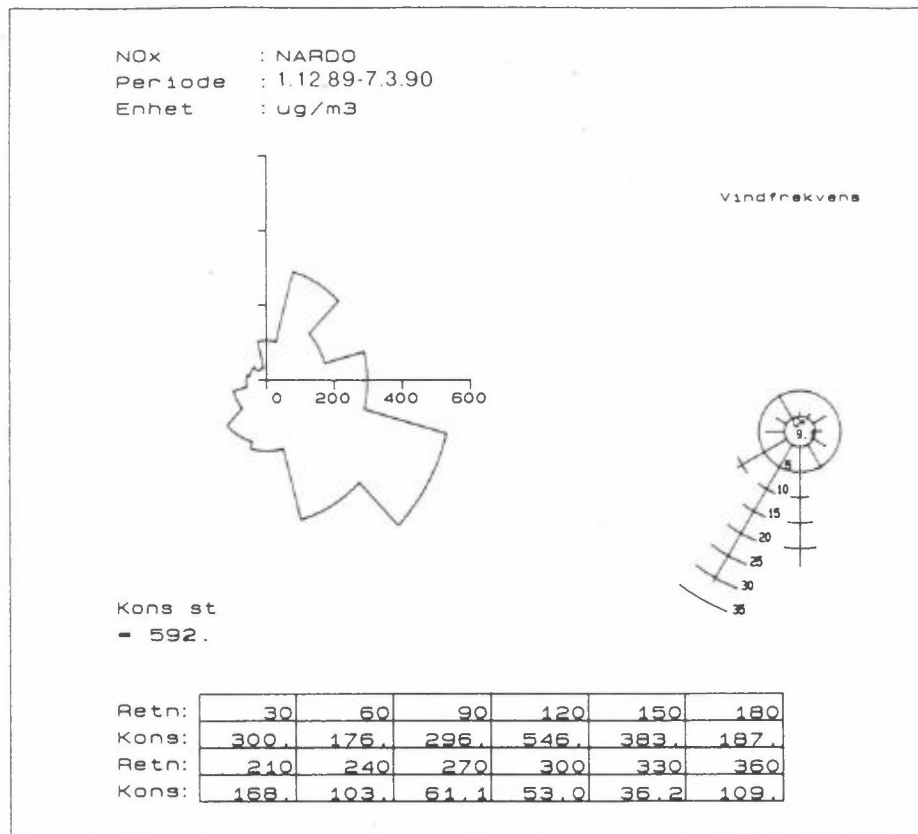 NOx : NARDO
Periode : 1.12.89-7.3.90
Enhet : ug/m3
Vindfrekvens
0 200 400 600
5
10
15
20
25
30
35
Kons st
= 592.
Retn: 30 60 90 120 150 180
Kons: 300. 176. 296. 546. 383. 187.
Retn: 210 240 270 300 330 360
Kons: 168. 103. 61.1 53.0 36.2 109.